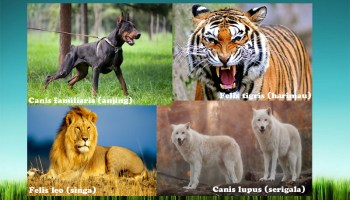 Canis familiaris (anjing)
Felis tigris (harimau)
Felis leo (singa)
Canis lupus (serigala)